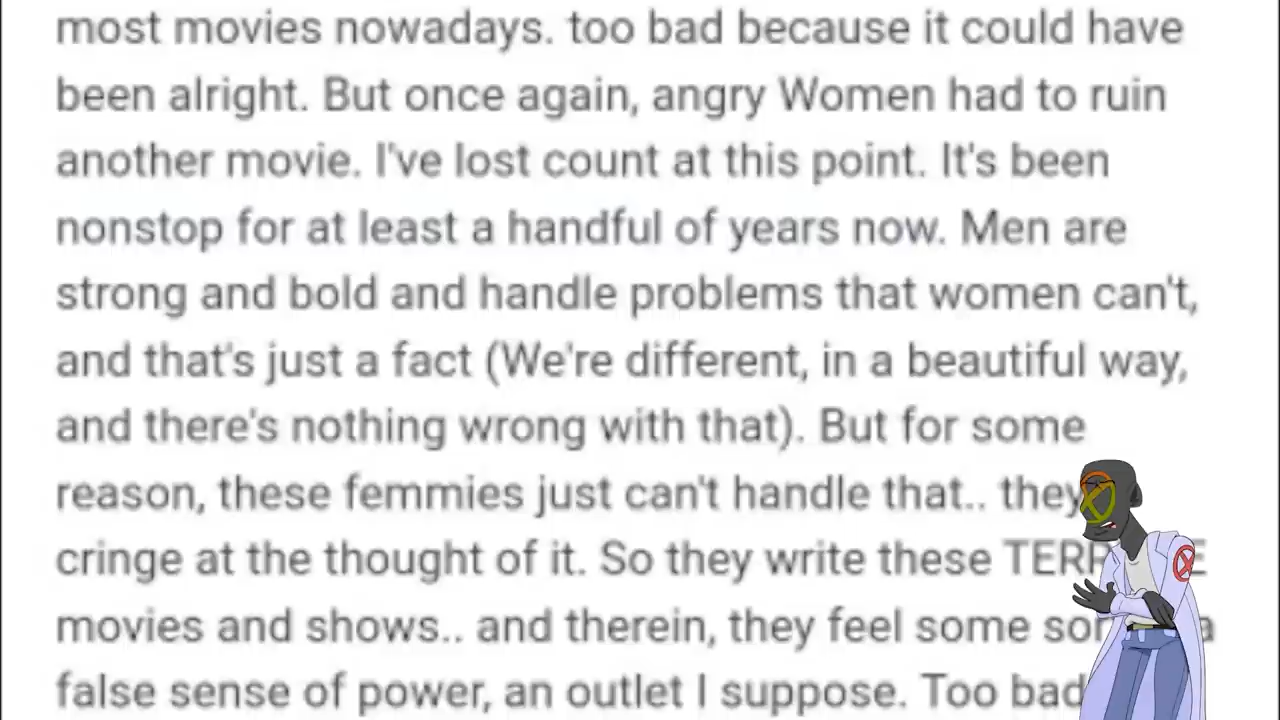 most movies nowadays. too bad because it could have
been alright. But once again, angry Women had to ruin
another movie. I've lost count at this point. It's been
nonstop for at least a handful of years now. Men are
strong and bold and handle problems that women can't,
and that's just a fact (We're different, in a beautiful way,
and there's nothing wrong with that). But for some
reason, these femmies just can't handle that.. they
cringe at the thought of it. So they write these
movies and shows.. and therein, they feel some a
false sense of power, an outlet I suppose. Too bad